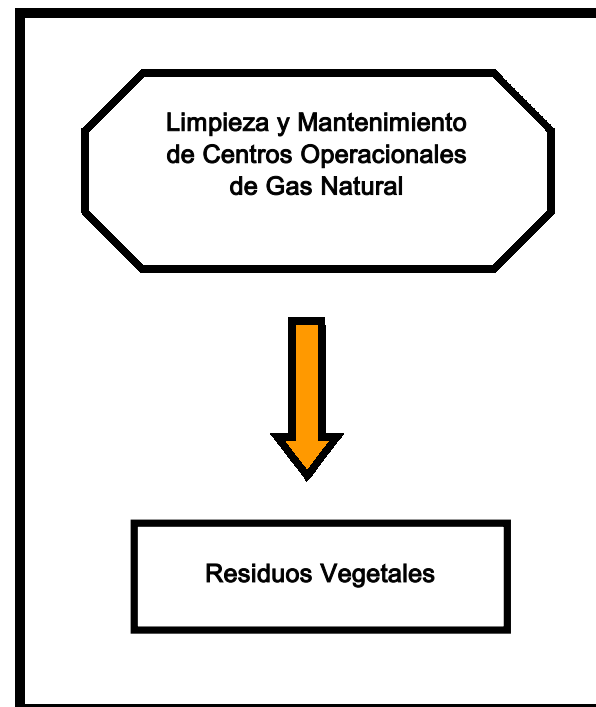 Limpieza y Mantenimiento
de Centros Operacionales
de Gas Natural
Residuos Vegetales